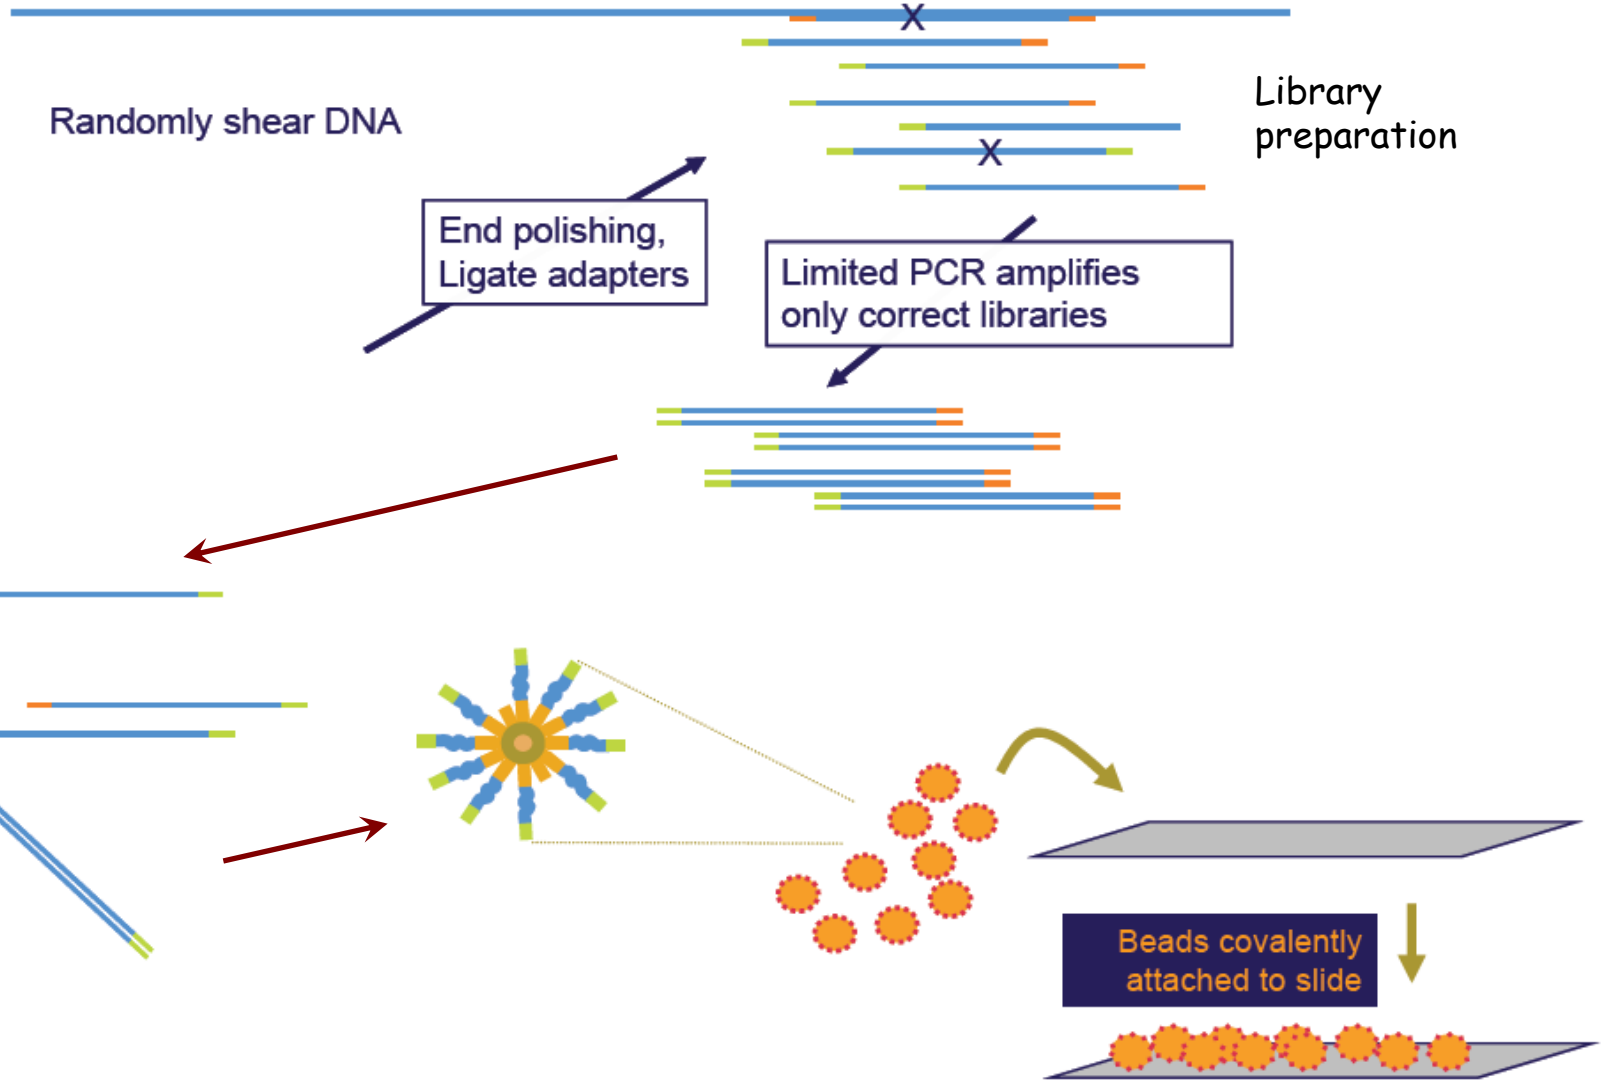 X
Library
preparation
Randomly shear DNA
X
End polishing,
Ligate adapters
Limited PCR amplifies
only correct libraries
Beads covalently
attached to slide